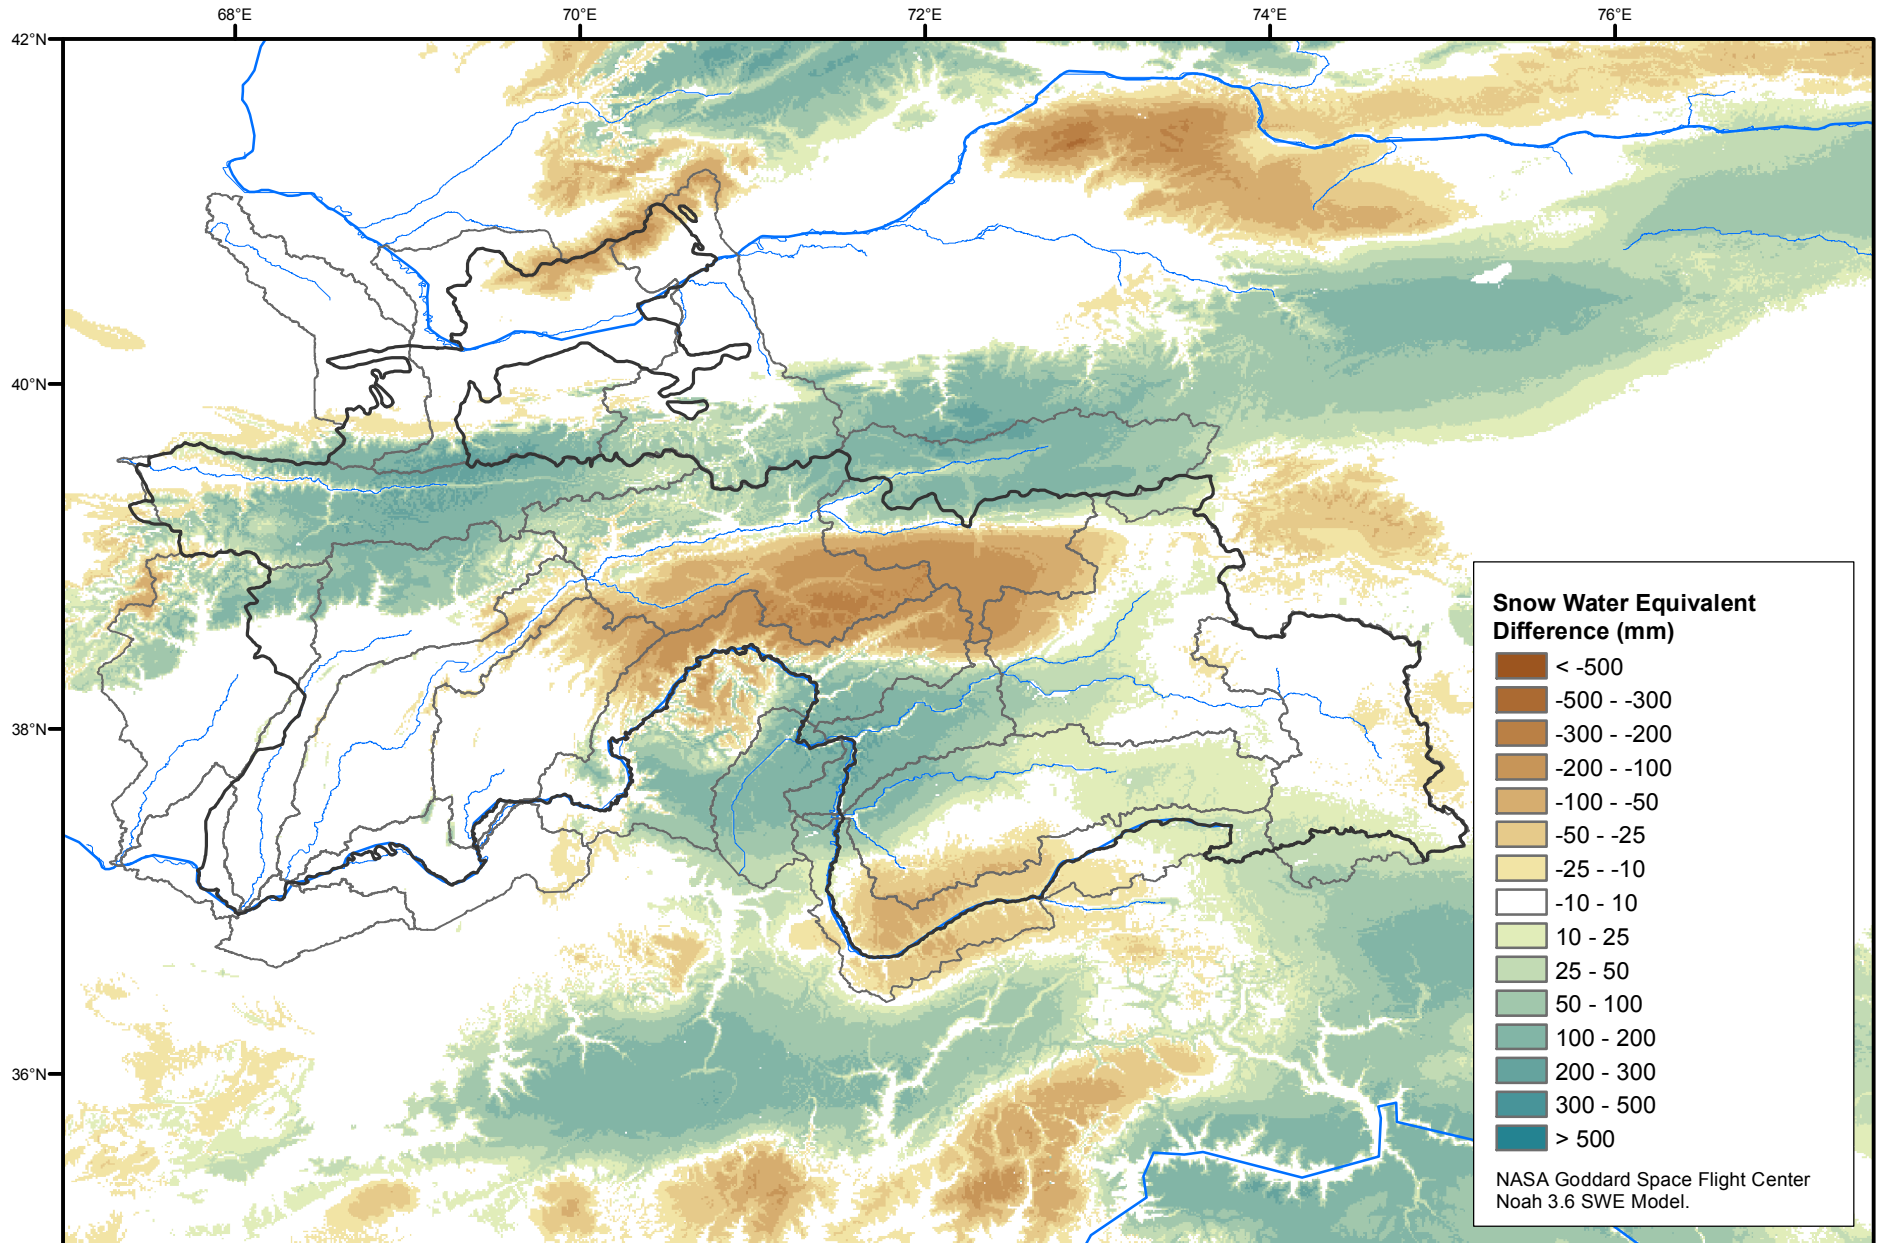 68°E 70°E 72°E 74°E 76°E
42°N
40°N
38°N
36°N
Snow Water Equivalent
Difference (mm)
< -500
-500 - -300
-300 - -200
-200 - -100
-100 - -50
-50 - -25
-25 - -10
-10 - 10
10 - 25
25 - 50
50 - 100
100 - 200
200 - 300
300 - 500
> 500
NASA Goddard Space Flight Center
Noah 3.6 SWE Model.